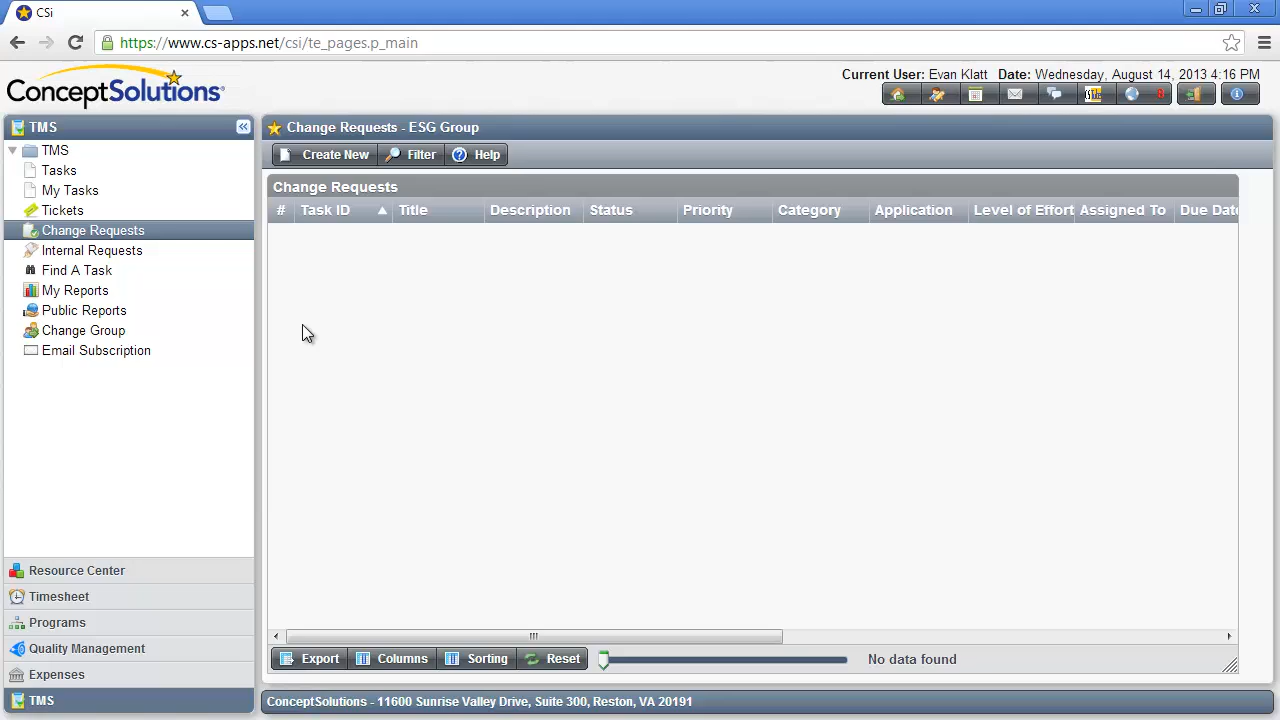 CSi
https://www.cs-apps.net/csi/te_pages.p_main
ConceptSolutions
Current User: Evan Klatt Date: Wednesday, August 14, 2013 4:16 PM
TMS
TMS
Tasks
My Tasks
Tickets
Change Requests
Internal Requests
Find A Task
My Reports
Public Reports
Change Group
Email Subscription
Resource Center
Timesheet
Programs
Quality Management
Expenses
TMS
Change Requests - ESG Group
Create New Filter Help
Change Requests
# Task ID Title Description Status Priority Category Application Level of Effort Assigned To Due Date
Export Columns Sorting Reset No data found
ConceptSolutions - 11600 Sunrise Valley Drive, Suite 300, Reston, VA 20191